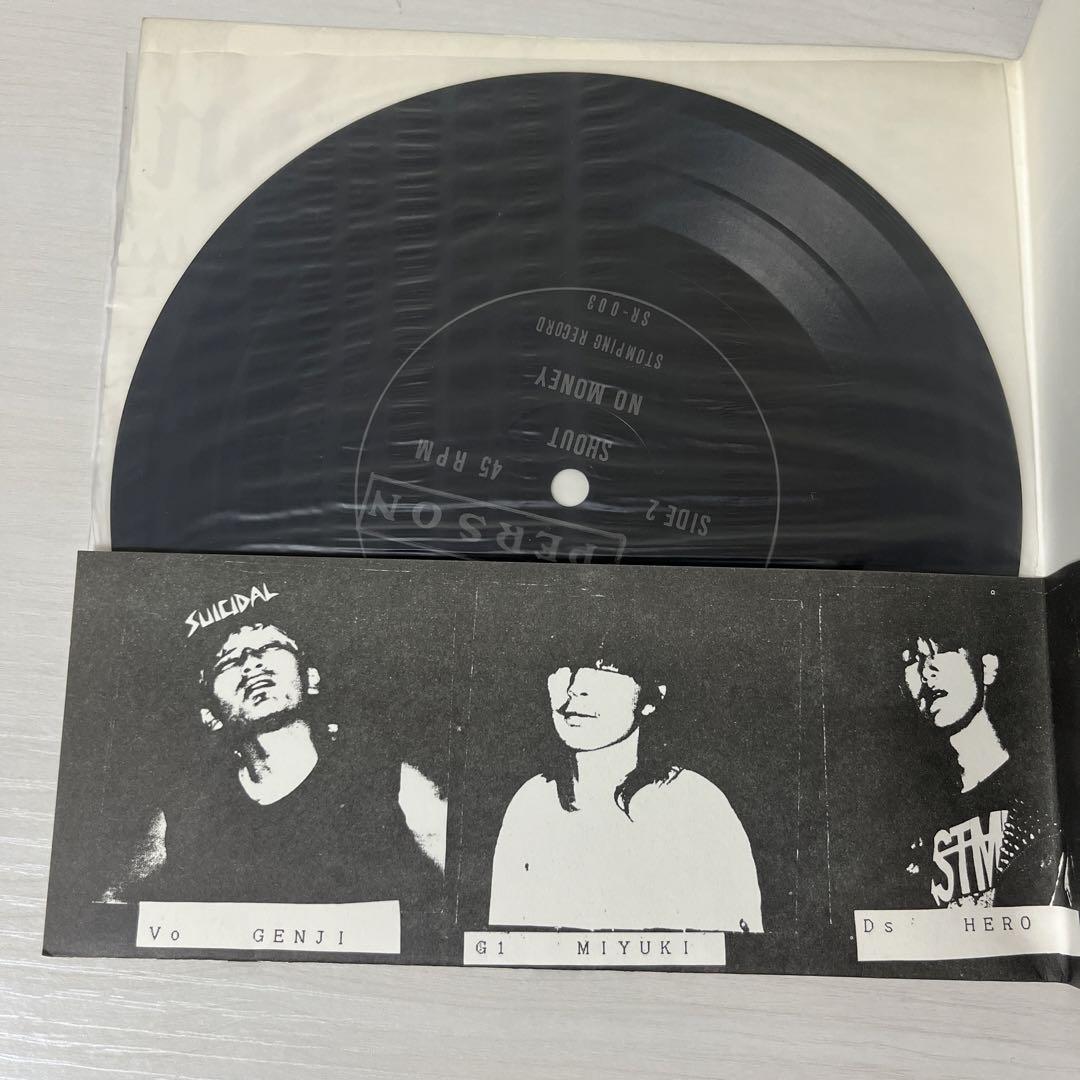 SR-003
STOMPING RECORD
NO MONEY
SHOUT
45 RPM
SIDE 2
PERSON
SUICIDAL
STM
Vo GENJI
G1 MIYUKI
Ds HERO